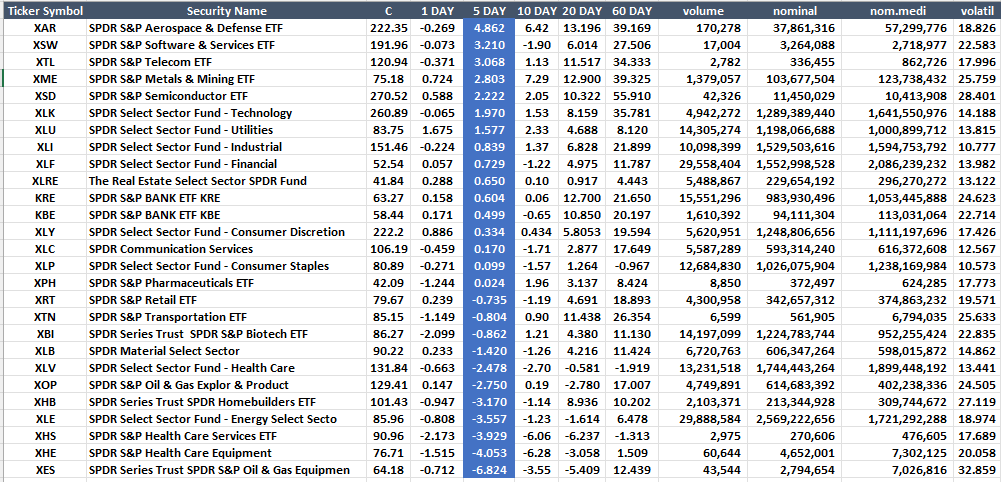 Ticker Symbol Security Name C 1 DAY 5 DAY 10 DAY 20 DAY 60 DAY volume nominal nom.medi volatil
XAR SPDR S&P Aerospace & Defense ETF 222.35 -0.269 4.862 6.42 13.196 39.169 170,278 37,861,316 57,299,776 18.826
XSW SPDR S&P Software & Services ETF 191.96 -0.073 3.210 -1.90 6.014 27.506 17,004 3,264,088 2,718,977 22.583
XTL SPDR S&P Telecom ETF 120.94 -0.371 3.068 1.13 11.517 34.333 2,782 336,455 862,726 17.996
XME SPDR S&P Metals & Mining ETF 75.18 0.724 2.803 7.29 12.900 39.325 1,379,057 103,677,504 123,738,432 25.759
XSD SPDR S&P Semiconductor ETF 270.52 0.588 2.222 2.05 10.322 55.910 42,326 11,450,029 10,413,908 28.401
XLK SPDR Select Sector Fund - Technology 260.89 -0.065 1.970 1.53 8.159 35.781 4,942,272 1,289,389,440 1,641,550,976 14.188
XLU SPDR Select Sector Fund - Utilities 83.75 1.675 1.577 2.33 4.688 8.120 14,305,274 1,198,066,688 1,000,899,712 13.815
XLI SPDR Select Sector Fund - Industrial 151.46 -0.224 0.839 1.37 6.828 21.899 10,098,399 1,529,503,616 1,594,753,792 10.777
XLF SPDR Select Sector Fund - Financial 52.54 0.057 0.729 -1.22 4.975 11.787 29,558,404 1,552,998,528 2,086,239,232 13.982
XLRE The Real Estate Select Sector SPDR Fund 41.84 0.288 0.650 0.10 0.917 4.443 5,488,867 229,654,192 296,270,272 13.122
KRE SPDR S&P BANK ETF KRE 63.27 0.158 0.604 0.06 12.700 21.650 15,551,296 983,930,496 1,053,445,888 24.623
KBE SPDR S&P BANK ETF KBE 58.44 0.171 0.499 -0.65 10.850 20.197 1,610,392 94,111,304 113,031,064 22.714
XLY SPDR Select Sector Fund - Consumer Discretion 222.2 0.886 0.334 0.434 5.8053 19.594 5,620,951 1,248,806,656 1,111,197,696 17.426
XLC SPDR Communication Services 106.19 -0.459 0.170 -1.71 2.877 17.649 5,587,289 593,314,240 616,372,608 12.567
XLP SPDR Select Sector Fund - Consumer Staples 80.89 -0.271 0.099 -1.57 1.264 -0.967 12,684,830 1,026,075,904 1,238,169,984 10.573
XPH SPDR S&P Pharmaceuticals ETF 42.09 -1.244 0.024 1.96 3.137 8.424 8,850 372,497 624,285 17.773
XRT SPDR S&P Retail ETF 79.67 0.239 -0.735 -1.19 4.691 18.893 4,300,958 342,657,312 374,863,232 19.571
XTN SPDR S&P Transportation ETF 85.15 -1.149 -0.804 0.90 11.438 26.354 6,599 561,905 6,794,035 25.633
XBI SPDR Series Trust SPDR S&P Biotech ETF 86.27 -2.099 -0.862 1.21 4.380 11.130 14,197,099 1,224,783,744 952,255,424 22.835
XLB SPDR Material Select Sector 90.22 0.233 -1.420 -1.26 4.216 11.424 6,720,763 606,347,264 598,015,872 14.862
XLV SPDR Select Sector Fund - Health Care 131.84 -0.663 -2.478 -2.70 -0.581 -1.919 13,231,518 1,744,443,264 1,899,448,192 13.441
XOP SPDR S&P Oil & Gas Explor & Product 129.41 0.147 -2.750 0.19 -2.780 17.007 4,749,891 614,683,392 402,238,336 24.505
XHB SPDR Series Trust SPDR Homebuilders ETF 101.43 -0.947 -3.170 -1.14 8.936 10.202 2,103,371 213,344,928 309,744,672 27.119
XLE SPDR Select Sector Fund - Energy Select Secto 85.96 -0.808 -3.557 -1.23 -1.614 6.478 29,888,584 2,569,222,656 1,721,292,288 18.974
XHS SPDR S&P Health Care Services ETF 90.96 -2.173 -3.929 -6.06 -6.237 -1.313 2,975 270,606 476,605 17.689
XHE SPDR S&P Health Care Equipment 76.71 -1.515 -4.053 -6.28 -3.058 1.509 60,644 4,652,001 7,302,125 20.058
XES SPDR Series Trust SPDR S&P Oil & Gas Equipmen 64.18 -0.712 -6.824 -3.55 -5.409 12.439 43,544 2,794,654 7,026,816 32.859